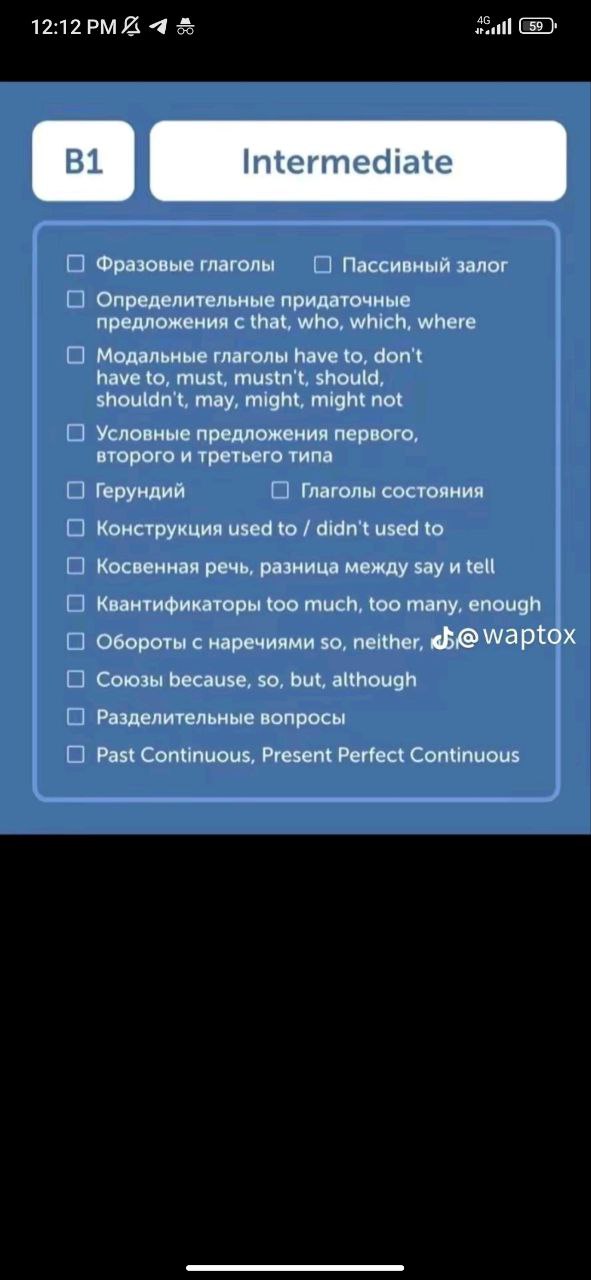 12:12 PM
4G
59
B1
Intermediate
Фразовые глаголы
Пассивный залог
Определительные придаточные
предложения с that, who, which, where
Модальные глаголы have to, don't
have to, must, mustn't, should,
shouldn't, may, might, might not
Условные предложения первого,
второго и третьего типа
Герундий
Глаголы состояния
Конструкция used to / didn't used to
Косвенная речь, разница между say и tell
Квантификаторы too much, too many, enough
Обороты с наречиями so, neither,
@waptox
Союзы because, so, but, although
Разделительные вопросы
Past Continuous, Present Perfect Continuous